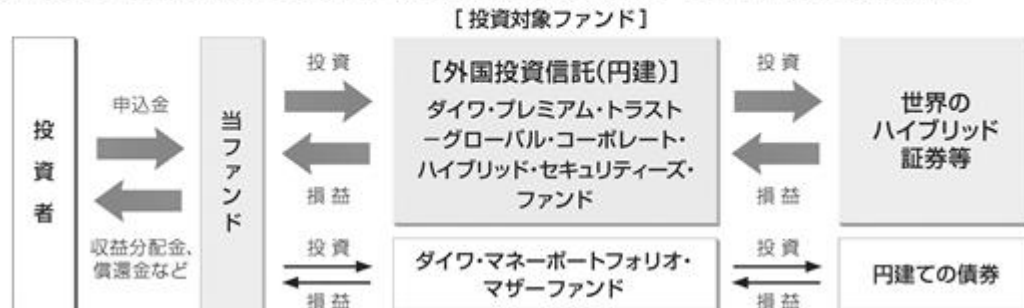 [投資対象ファンド]
投資者
申込金
収益分配金、
償還金など
当ファンド
投資
損益
[外国投資信託(円建)]
ダイワ・プレミアム・トラスト
－グローバル・コーポレート・
ハイブリッド・セキュリティーズ・
ファンド
投資
損益
世界の
ハイブリッド
証券等
投資
損益
ダイワ・マネーポートフォリオ・
マザーファンド
投資
損益
円建ての債券